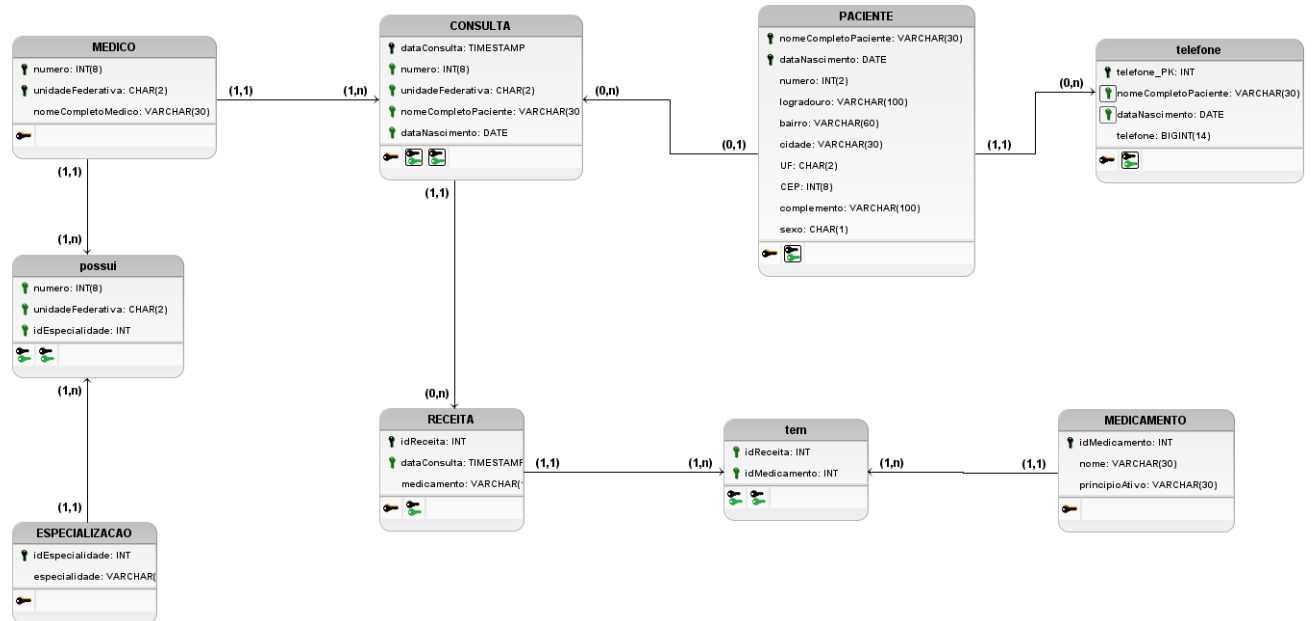 MEDICO
numero: INT(8)
unidadeFederativa: CHAR(2)
nomeCompletoMedico: VARCHAR(30)
(1,1)
(1,n)
CONSULTA
dataConsulta: TIMESTAMP
numero: INT(8)
unidadeFederativa: CHAR(2)
nomeCompletoPaciente: VARCHAR(30
dataNascimento: DATE
(0,n)
(0,1)
PACIENTE
nomeCompletoPaciente: VARCHAR(30)
dataNascimento: DATE
numero: INT(2)
logradouro: VARCHAR(100)
bairro: VARCHAR(60)
cidade: VARCHAR(30)
UF: CHAR(2)
CEP: INT(8)
complemento: VARCHAR(100)
sexo: CHAR(1)
(1,1)
(0,n)
telefone
telefone_PK: INT
nomeCompletoPaciente: VARCHAR(30)
dataNascimento: DATE
telefone: BIGINT(14)
(1,1)
(1,n)
possui
numero: INT(8)
unidadeFederativa: CHAR(2)
idEspecialidade: INT
(1,n)
(1,1)
ESPECIALIZACAO
idEspecialidade: INT
especialidade: VARCHAR(
(1,1)
(0,n)
RECEITA
idReceita: INT
dataConsulta: TIMESTAMP
medicamento: VARCHAR(
(1,1)
(1,n)
tem
idReceita: INT
idMedicamento: INT
(1,n)
(1,1)
MEDICAMENTO
idMedicamento: INT
nome: VARCHAR(30)
principioAtivo: VARCHAR(30)